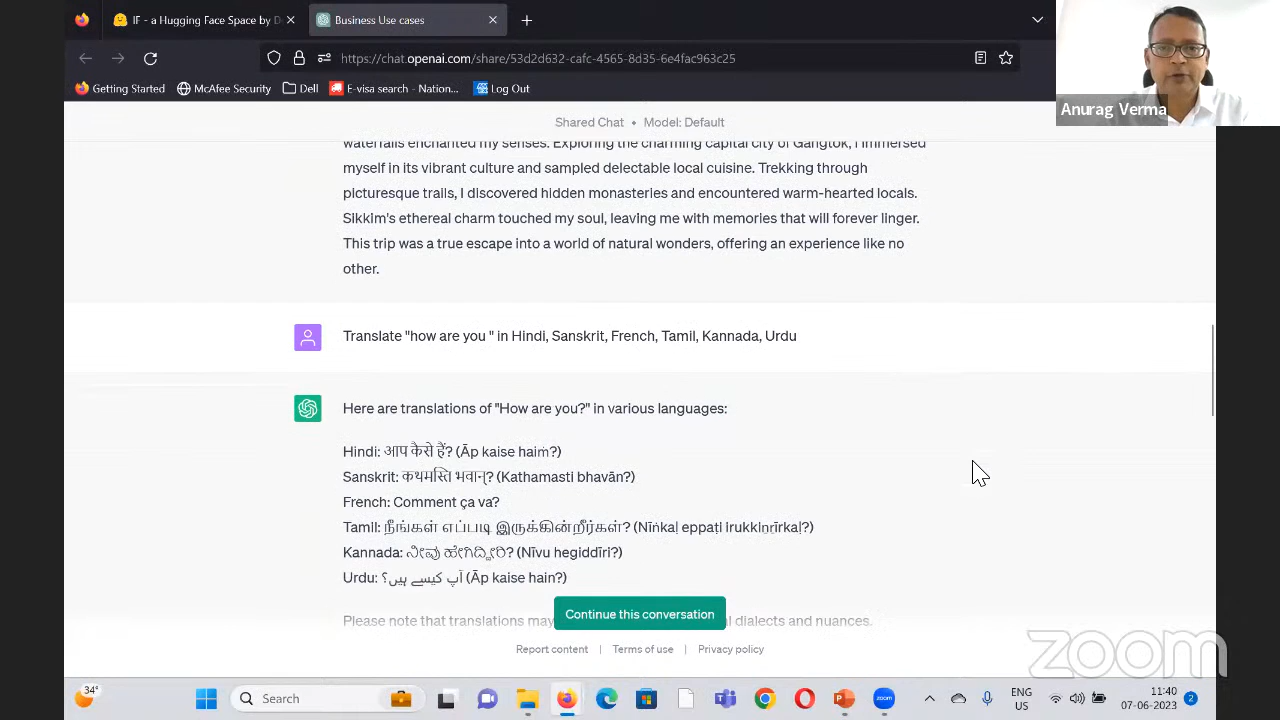 IF - a Hugging Face Space by D
Business Use cases
https://chat.openai.com/share/53d2d632-cafc-4565-8d35-6e4fac963c25
Getting Started
McAfee Security
Dell
E-visa search - Nation...
Log Out
Anurag Verma
Shared Chat • Model: Default
waterfalls enchanted my senses. Exploring the charming capital city of Gangtok, I immersed
myself in its vibrant culture and sampled delectable local cuisine. Trekking through
picturesque trails, I discovered hidden monasteries and encountered warm-hearted locals.
Sikkim's ethereal charm touched my soul, leaving me with memories that will forever linger.
This trip was a true escape into a world of natural wonders, offering an experience like no
other.
Translate "how are you " in Hindi, Sanskrit, French, Tamil, Kannada, Urdu
Here are translations of "How are you?" in various languages:
Hindi: आप कैसे हैं? (Āp kaise haiṁ?)
Sanskrit: कथमस्ति भवान्? (Kathamasti bhavān?)
French: Comment ça va?
Tamil: நீங்கள் எப்படி இருக்கின்றீர்கள்? (Nīṅkaḷ eppaṭi irukkiṉṟīrkaḷ?)
Kannada: ನೀವು ಹೇಗಿದ್ದೀರಿ? (Nīvu hegiddīri?)
Urdu: آپ کیسے ہیں؟ (Āp kaise hain?)
Please note that translations may l dialects and nuances.
Continue this conversation
Report content | Terms of use | Privacy policy
zoom
34°
Search
ENG
US
11:40
07-06-2023
2